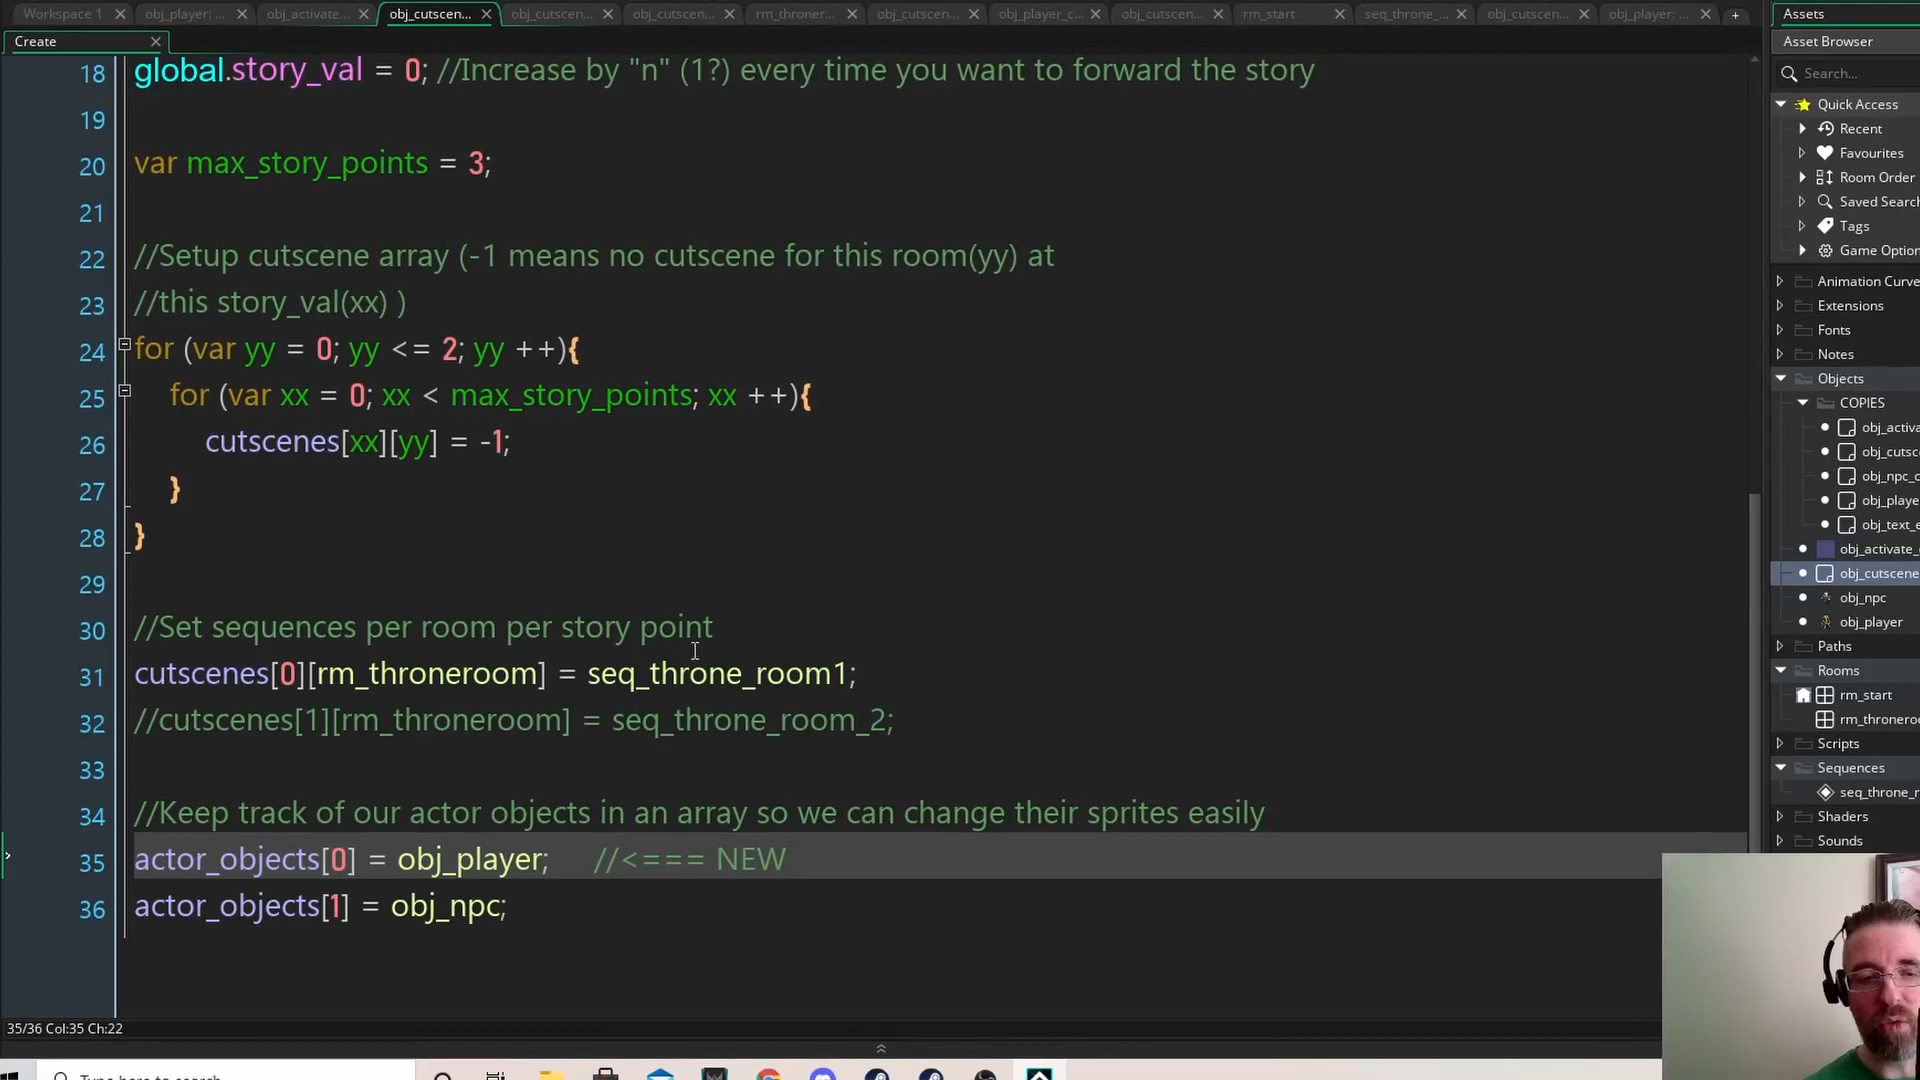 Workspace 1
obj_player: ...
obj_activate...
obj_cutscen...
obj_cutscen...
obj_cutscen...
rm_throner...
obj_cutscen...
obj_player_c...
obj_cutscen...
rm_start
seq_throne_...
obj_cutscen...
obj_player: ...
Create
18 global.story_val = 0; //Increase by "n" (1?) every time you want to forward the story
19
20 var max_story_points = 3;
21
22 //Setup cutscene array (-1 means no cutscene for this room(yy) at
23 //this story_val(xx) )
24 for (var yy = 0; yy <= 2; yy ++){
25 for (var xx = 0; xx < max_story_points; xx ++){
26 cutscenes[xx][yy] = -1;
27 }
28 }
29
30 //Set sequences per room per story point
31 cutscenes[0][rm_throneroom] = seq_throne_room1;
32 //cutscenes[1][rm_throneroom] = seq_throne_room_2;
33
34 //Keep track of our actor objects in an array so we can change their sprites easily
35 actor_objects[0] = obj_player; //<=== NEW
36 actor_objects[1] = obj_npc;
35/36 Col:35 Ch:22
Assets
Asset Browser
Search...
Quick Access
Recent
Favourites
Room Order
Saved Search
Tags
Game Option
Animation Curve
Extensions
Fonts
Notes
Objects
COPIES
obj_activa
obj_cutsc
obj_npc_c
obj_playe
obj_text_e
obj_activate_
obj_cutscene
obj_npc
obj_player
Paths
Rooms
rm_start
rm_throneroo
Scripts
Sequences
seq_throne_r
Shaders
Sounds
Type here to search